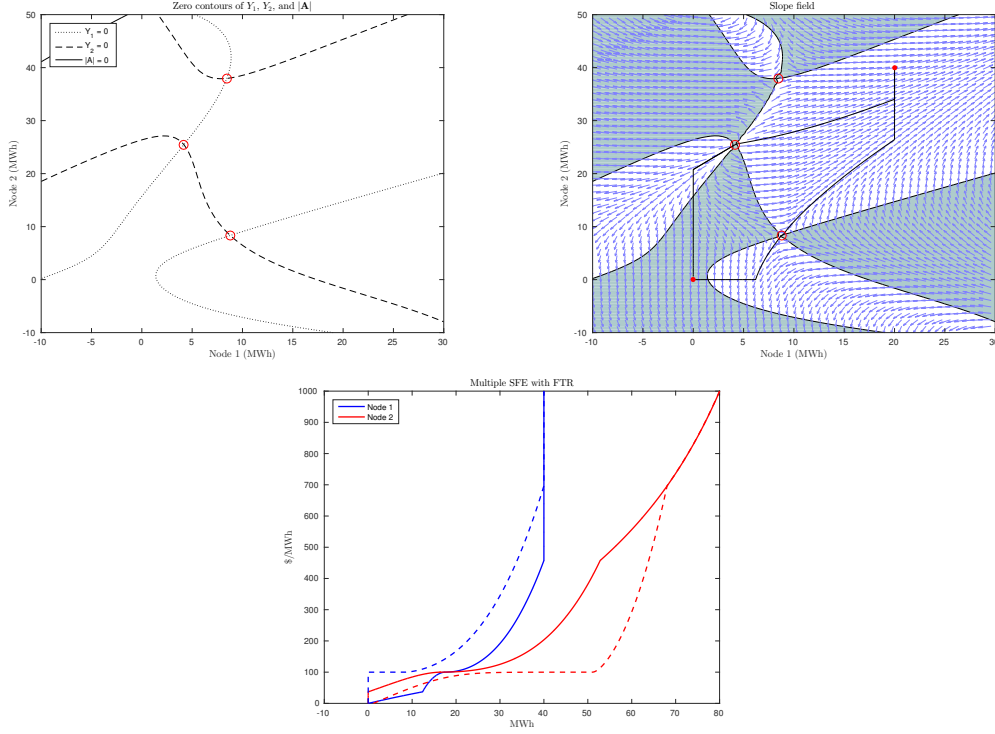 Zero contours of Y1, Y2, and |A|
Y1 = 0
Y2 = 0
|A| = 0
Node 2 (MWh)
50
40
30
20
10
0
-10
-10 -5 0 5 10 15 20 25 30
Node 1 (MWh)
Slope field
Node 2 (MWh)
50
40
30
20
10
0
-10
-10 -5 0 5 10 15 20 25 30
Node 1 (MWh)
Multiple SFE with FTR
Node 1
Node 2
$/MWh
1000
900
800
700
600
500
400
300
200
100
0
-10 0 10 20 30 40 50 60 70 80
MWh